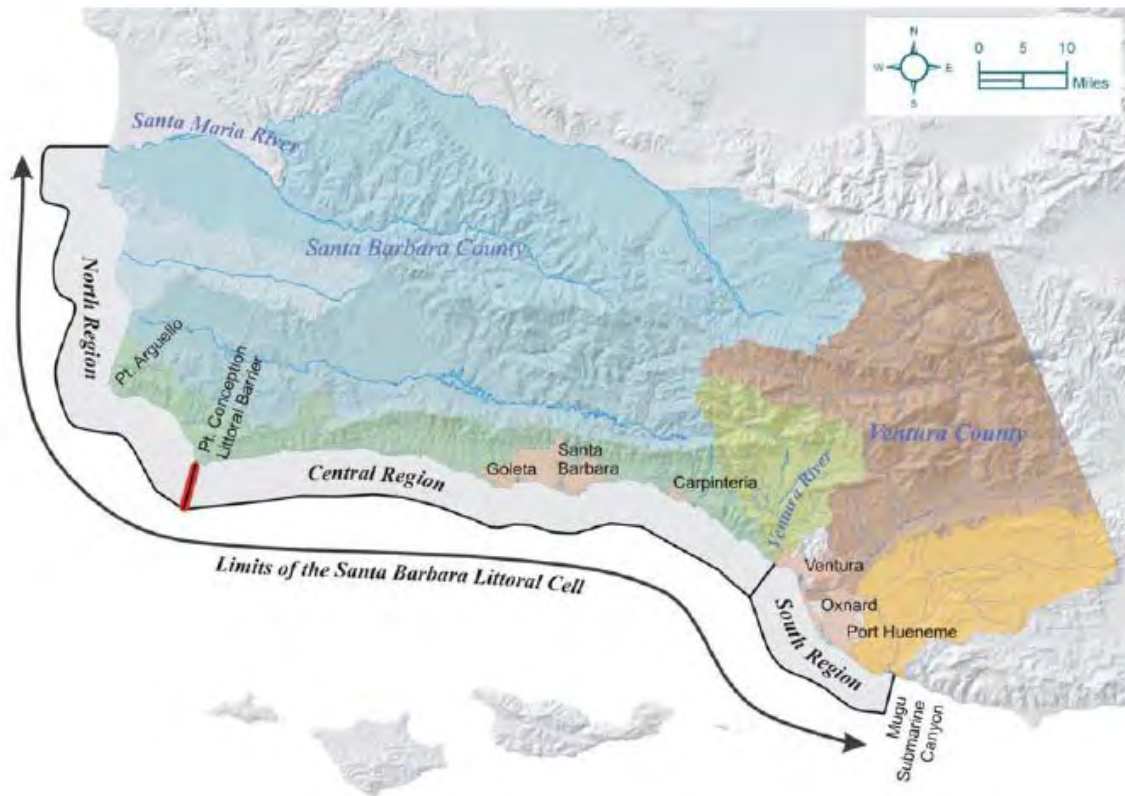 N
W E
S
0 5 10
Miles
Santa Maria River
Santa Barbara County
North Region
Pt. Arguello
Pt. Conception
Littoral Barrier
Central Region
Goleta
Santa
Barbara
Carpinteria
Ventura River
Ventura County
Ventura
Oxnard
Port Hueneme
South Region
Limits of the Santa Barbara Littoral Cell
Mugu
Submarine
Canyon